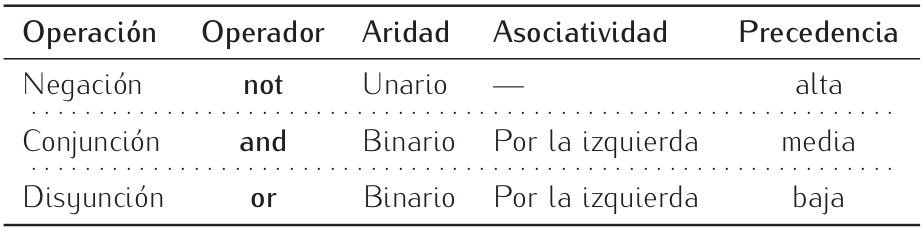 Operación Operador Aridad Asociatividad Precedencia
Negación not Unario — alta
Conjunción and Binario Por la izquierda media
Disyunción or Binario Por la izquierda baja